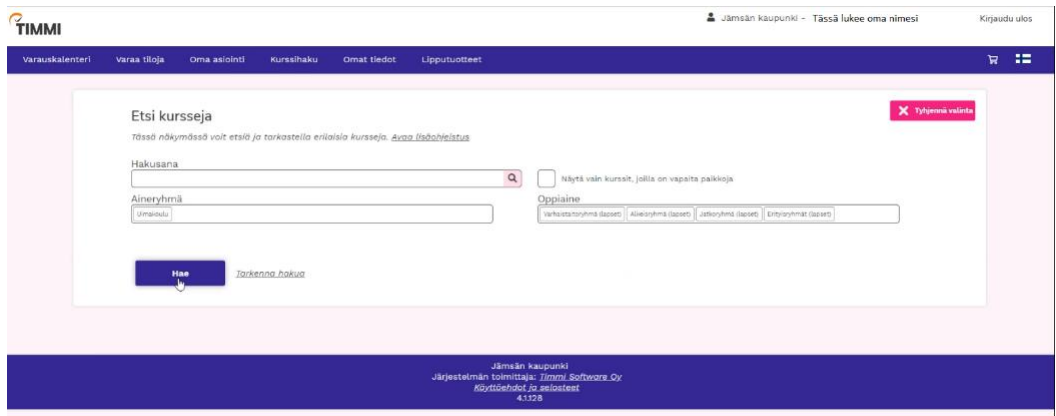 TIMMI
Jämsän kaupunki - Tässä lukee oma nimesi
Kirjaudu ulos
Varauskalenteri Varaa tiloja Oma asiointi Kurssihaku Omat tiedot Lipputuotteet
Etsi kursseja
Tyhjennä valinta
Tässä näkymässä voit etsiä ja tarkastella erilaisia kursseja. Avaa lisäohjeistus
Hakusana
Näytä vain kurssit, joilla on vapaita paikkoja
Aineryhmä
Oppiaine
Uimakoulu
Varhaistaitoryhmä (lapset) Alkeisryhmä (lapset) Jatkoryhmä (lapset) Erityisryhmät (lapset)
Hae
Tarkenna hakua
Jämsän kaupunki
Järjestelmän toimittaja: Timmi Software Oy
Käyttöehdot ja selosteet
4.1.128